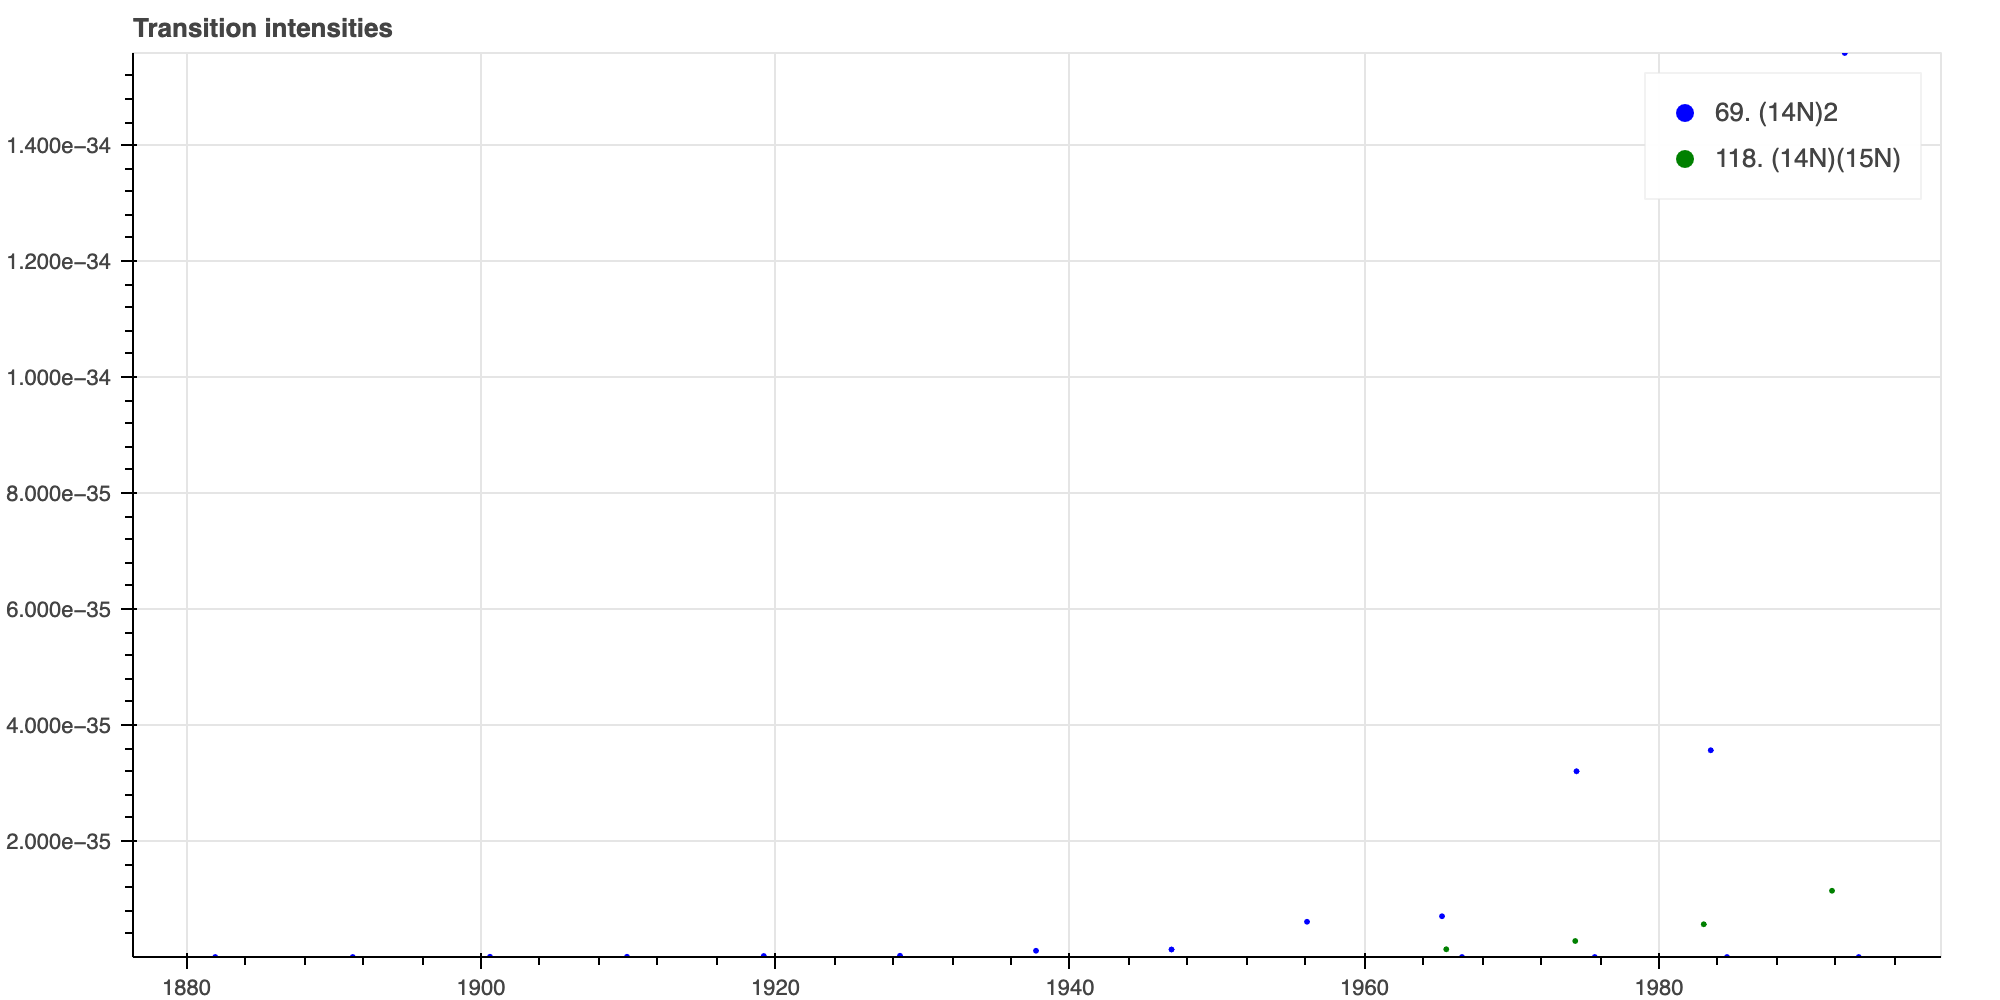 Transition intensities
69. (14N)2
118. (14N)(15N)
1.400e−34
1.200e−34
1.000e−34
8.000e−35
6.000e−35
4.000e−35
2.000e−35
1880 1900 1920 1940 1960 1980